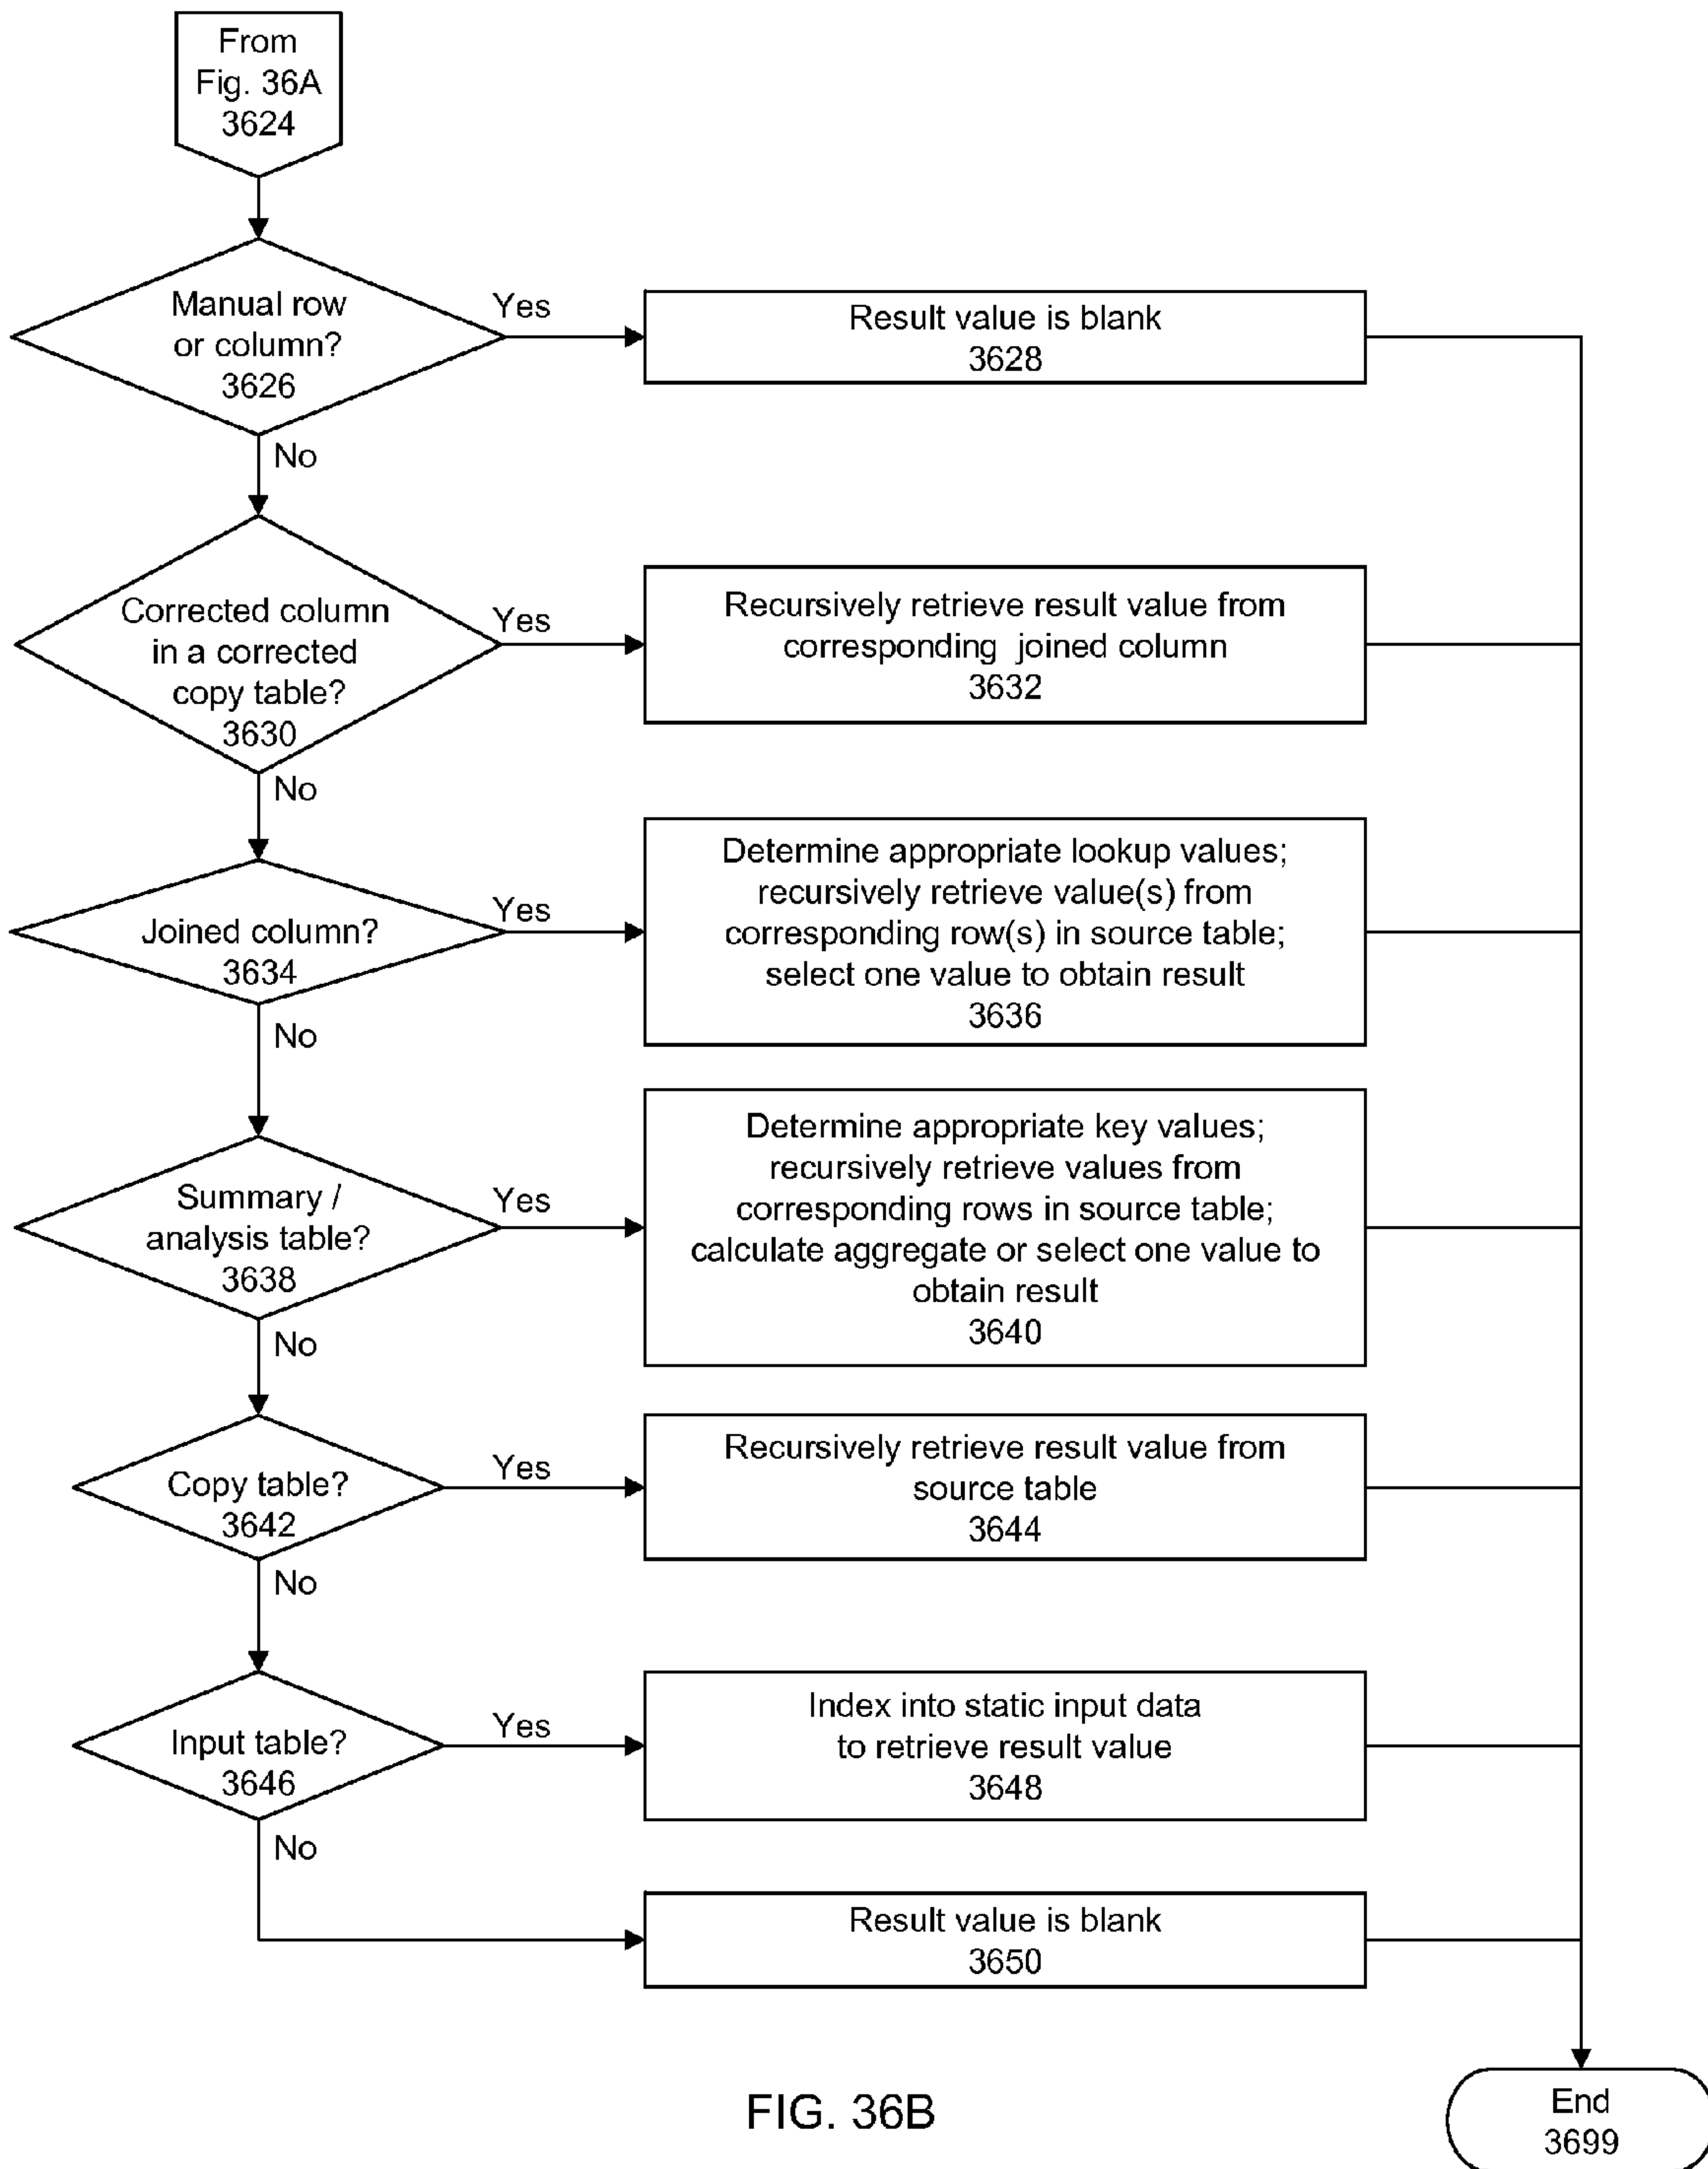 From
Fig. 36A
3624
Manual row
or column?
3626
Yes
Result value is blank
3628
No
Corrected column
in a corrected
copy table?
3630
Yes
Recursively retrieve result value from
corresponding joined column
3632
No
Joined column?
3634
Yes
Determine appropriate lookup values;
recursively retrieve value(s) from
corresponding row(s) in source table;
select one value to obtain result
3636
No
Summary /
analysis table?
3638
Yes
Determine appropriate key values;
recursively retrieve values from
corresponding rows in source table;
calculate aggregate or select one value to
obtain result
3640
No
Copy table?
3642
Yes
Recursively retrieve result value from
source table
3644
No
Input table?
3646
Yes
Index into static input data
to retrieve result value
3648
No
Result value is blank
3650
End
3699
FIG. 36B